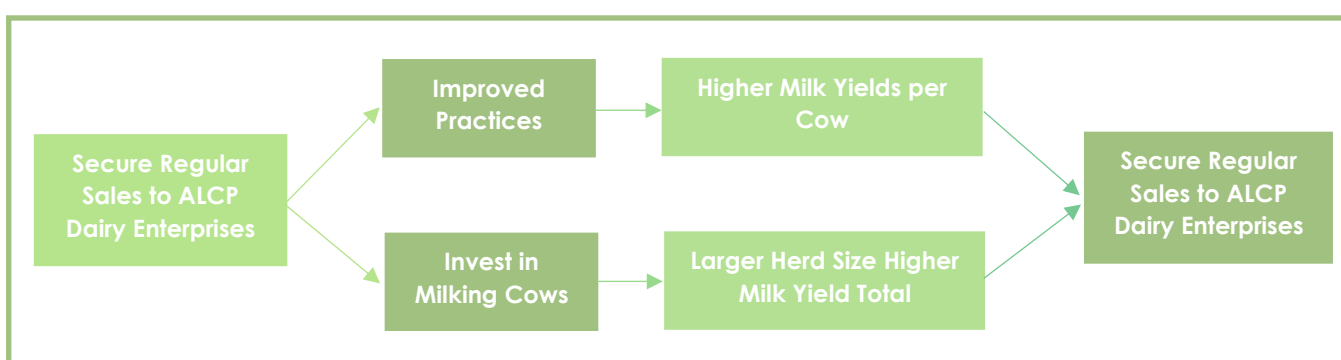 Secure Regular
Sales to ALCP
Dairy Enterprises
Improved
Practices
Higher Milk Yields per
Cow
Invest in
Milking Cows
Larger Herd Size Higher
Milk Yield Total
Secure Regular
Sales to ALCP
Dairy Enterprises